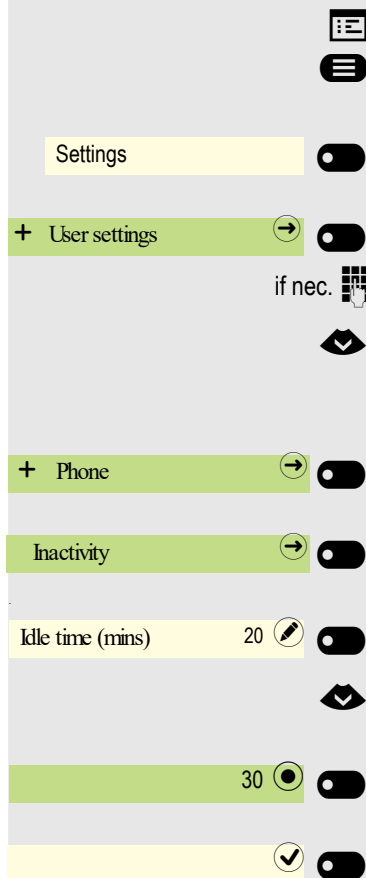 Settings
+ User settings
if nec.
+ Phone
Inactivity
Idle time (mins) 20
30